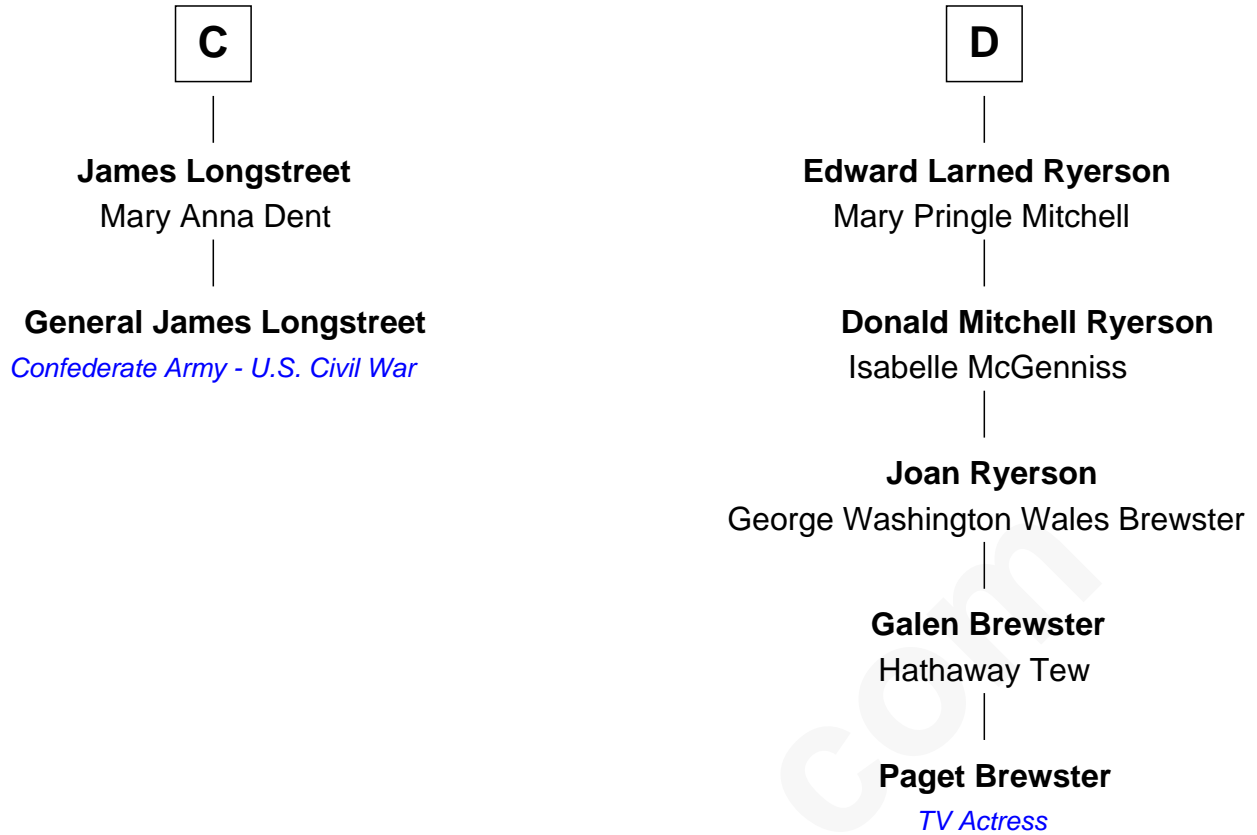 C
James Longstreet
Mary Anna Dent
General James Longstreet
Confederate Army - U.S. Civil War
D
Edward Larned Ryerson
Mary Pringle Mitchell
Donald Mitchell Ryerson
Isabelle McGenniss
Joan Ryerson
George Washington Wales Brewster
Galen Brewster
Hathaway Tew
Paget Brewster
TV Actress
com